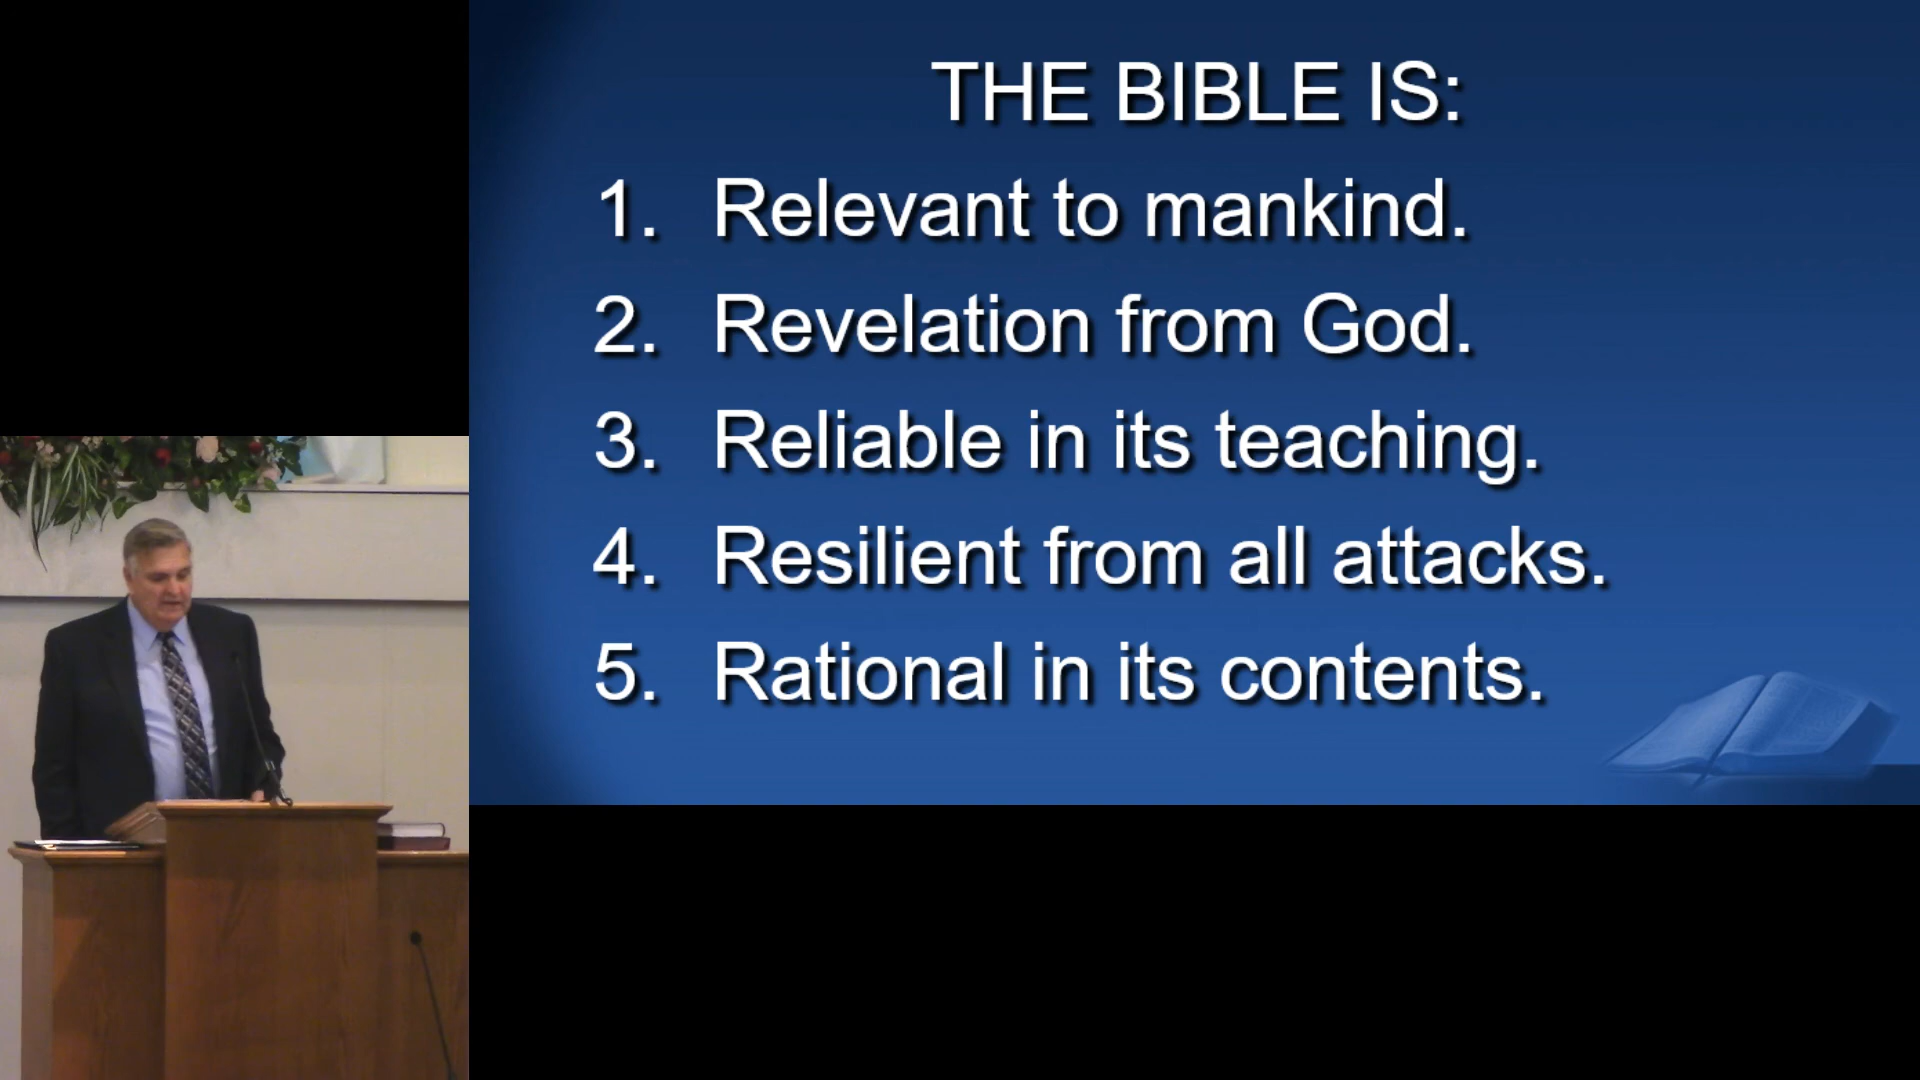 THE BIBLE IS:
1. Relevant to mankind.
2. Revelation from God.
3. Reliable in its teaching.
4. Resilient from all attacks.
5. Rational in its contents.